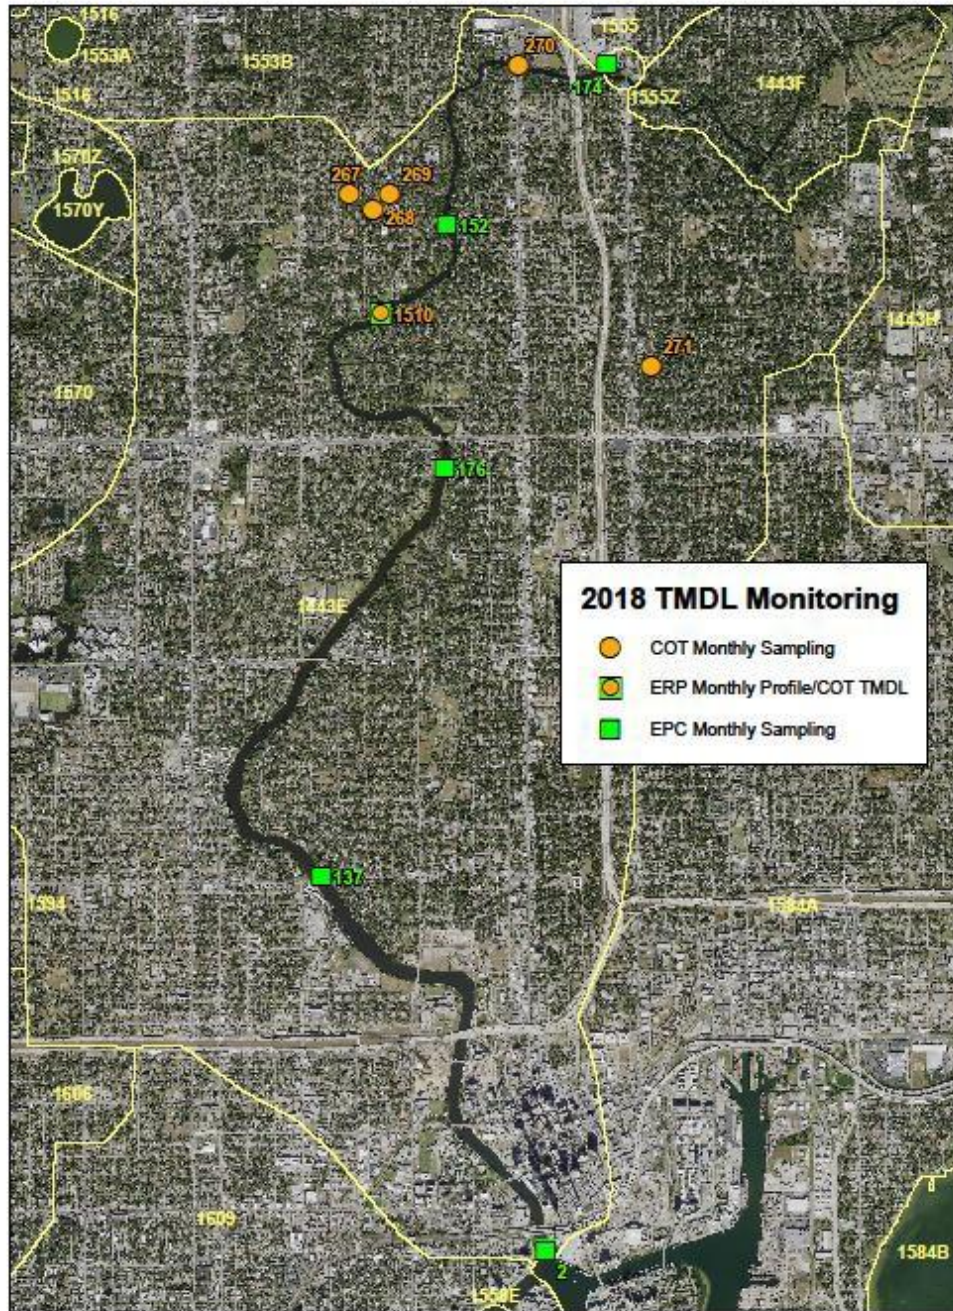 1516
1553A
1553B
1555
270
174
1555Z
1443F
1516
1570Z
1570Y
267
269
268
152
1510
271
1443H
1570
176
2018 TMDL Monitoring
COT Monthly Sampling
ERP Monthly Profile/COT TMDL
EPC Monthly Sampling
1443E
137
1594
1584A
1606
1609
2
1584B